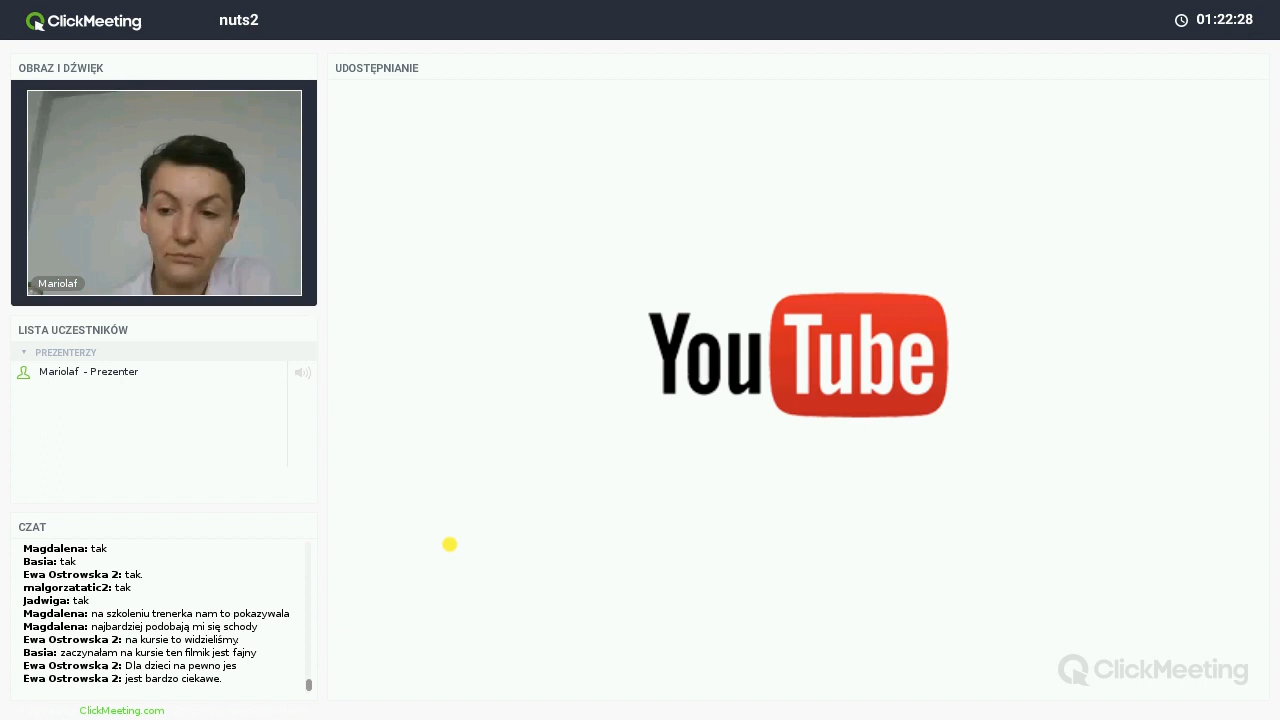 ClickMeeting
nuts2
01:22:28
OBRAZ I DŹWIĘK
Mariolaf
LISTA UCZESTNIKÓW
PREZENTERZY
Mariolaf - Prezenter
CZAT
Magdalena: tak
Basia: tak
Ewa Ostrowska 2: tak.
malgorzatatic2: tak
Jadwiga: tak
Magdalena: na szkoleniu trenerka nam to pokazywala
Magdalena: najbardziej podobają mi się schody
Ewa Ostrowska 2: na kursie to widzieliśmy.
Basia: zaczynałam na kursie ten filmik jest fajny
Ewa Ostrowska 2: Dla dzieci na pewno jes
Ewa Ostrowska 2: jest bardzo ciekawe.
ClickMeeting.com
UDOSTĘPNIANIE
YouTube
ClickMeeting